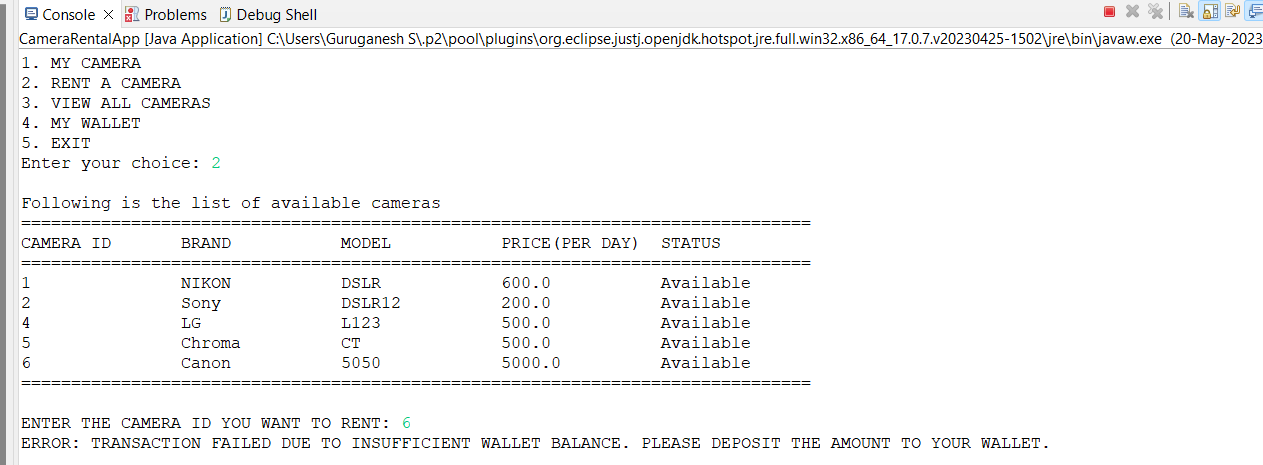 Console Problems Debug Shell
CameraRentalApp [Java Application] C:\Users\Guruganesh S\.p2\pool\plugins\org.eclipse.justj.openjdk.hotspot.jre.full.win32.x86_64_17.0.7.v20230425-1502\jre\bin\javaw.exe (20-May-2023
1. MY CAMERA
2. RENT A CAMERA
3. VIEW ALL CAMERAS
4. MY WALLET
5. EXIT
Enter your choice: 2
Following is the list of available cameras
===============================================================================
CAMERA ID BRAND MODEL PRICE(PER DAY) STATUS
===============================================================================
1 NIKON DSLR 600.0 Available
2 Sony DSLR12 200.0 Available
4 LG L123 500.0 Available
5 Chroma CT 500.0 Available
6 Canon 5050 5000.0 Available
===============================================================================
ENTER THE CAMERA ID YOU WANT TO RENT: 6
ERROR: TRANSACTION FAILED DUE TO INSUFFICIENT WALLET BALANCE. PLEASE DEPOSIT THE AMOUNT TO YOUR WALLET.